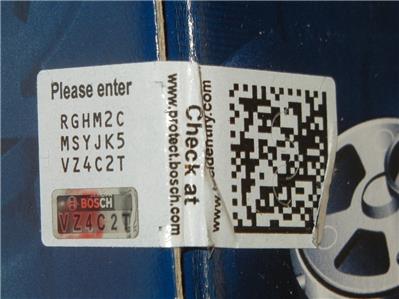 Please enter
RGHM2C
MSYJK5
VZ4C2T
BOSCH
VZ4C2T
Check at
www.protect.bosch.com